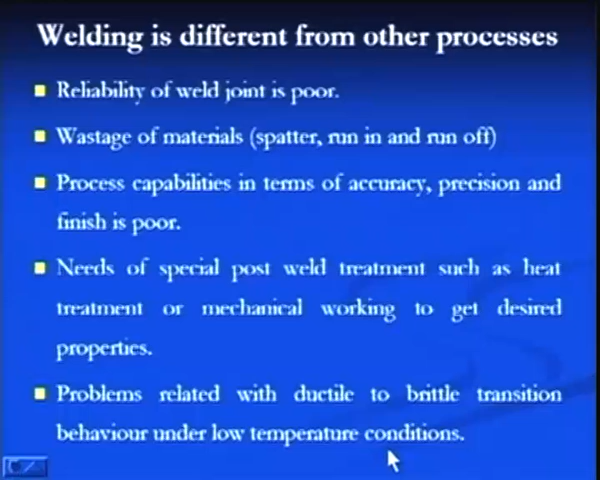 Welding is different from other processes
Reliability of weld joint is poor.
Wastage of materials (spatter, run in and run off)
Process capabilities in terms of accuracy, precision and
finish is poor.
Needs of special post weld treatment such as heat
treatment or mechanical working to get desired
properties.
Problems related with ductile to brittle transition
behaviour under low temperature conditions.